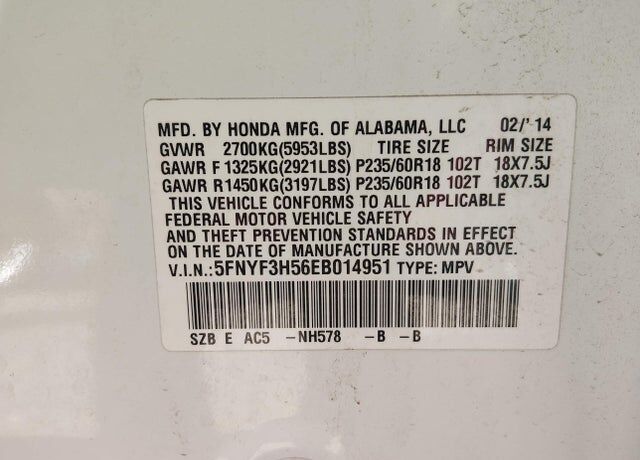 MFD. BY HONDA MFG. OF ALABAMA, LLC 02/'14
GVWR 2700KG(5953LBS) TIRE SIZE RIM SIZE
GAWR F 1325KG(2921LBS) P235/60R18 102T 18X7.5J
GAWR R 1450KG(3197LBS) P235/60R18 102T 18X7.5J
THIS VEHICLE CONFORMS TO ALL APPLICABLE
FEDERAL MOTOR VEHICLE SAFETY
AND THEFT PREVENTION STANDARDS IN EFFECT
ON THE DATE OF MANUFACTURE SHOWN ABOVE.
V.I.N.:5FNYF3H56EB014951 TYPE: MPV
SZB E AC5 -NH578 -B -B